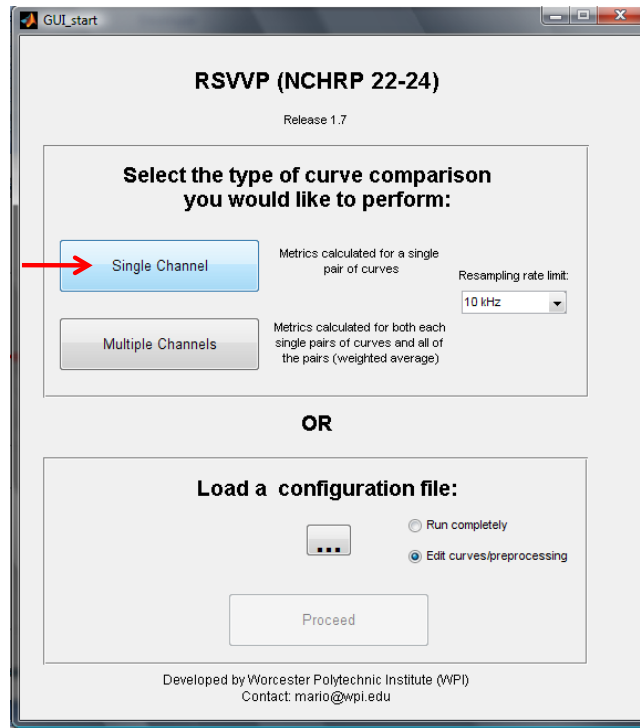 GUI_start
RSVVP (NCHRP 22-24)
Release 1.7
Select the type of curve comparison
you would like to perform:
Single Channel
Metrics calculated for a single
pair of curves
Resampling rate limit:
10 kHz
Multiple Channels
Metrics calculated for both each
single pairs of curves and all of
the pairs (weighted average)
OR
Load a configuration file:
...
Run completely
Edit curves/preprocessing
Proceed
Developed by Worcester Polytechnic Institute (WPI)
Contact: mario@wpi.edu